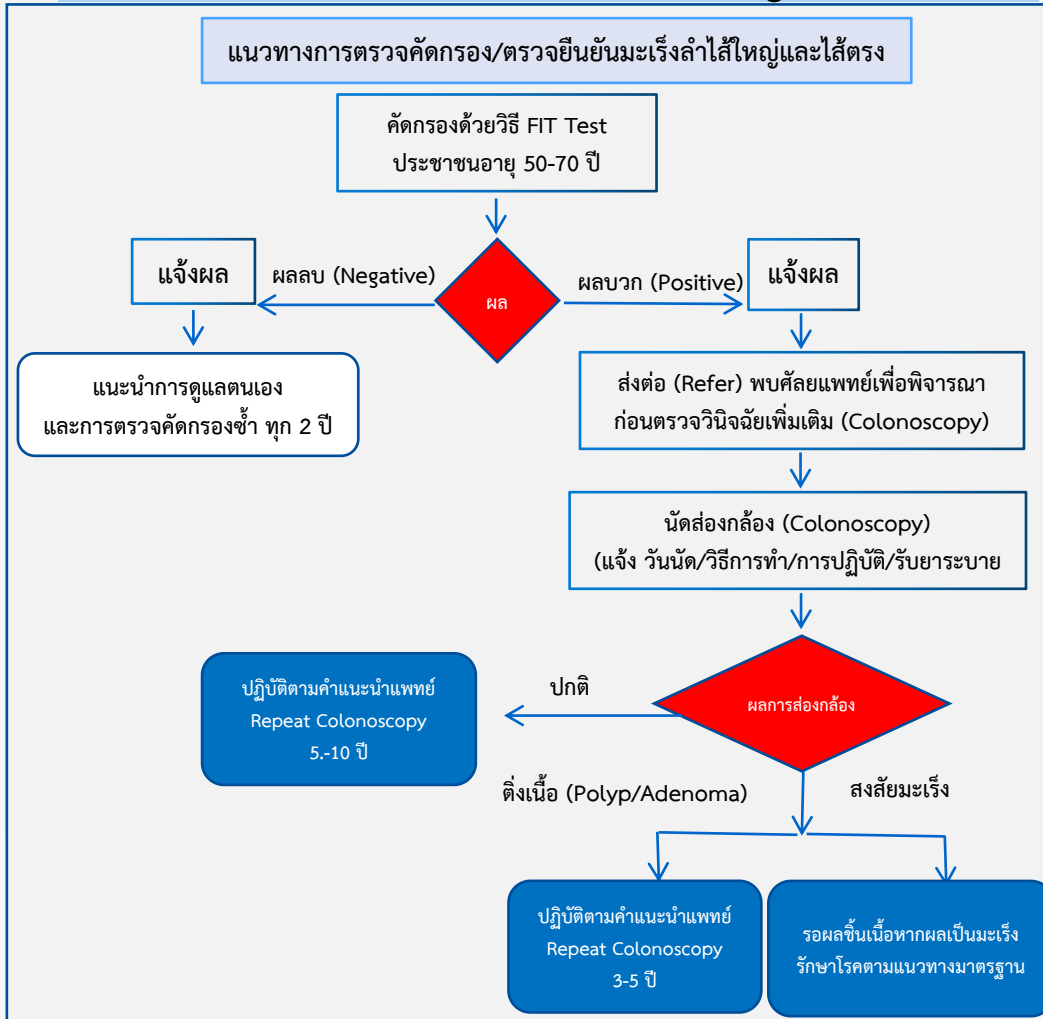 แนวทางการตรวจคัดกรอง/ตรวจยืนยันมะเร็งลำไส้ใหญ่และไส้ตรง
คัดกรองด้วยวิธี FIT Test
ประชาชนอายุ 50-70 ปี
แจ้งผล
ผลลบ (Negative)
ผล
ผลบวก (Positive)
แจ้งผล
แนะนำการดูแลตนเอง
และการตรวจคัดกรองซ้ำ ทุก 2 ปี
ส่งต่อ (Refer) พบศัลยแพทย์เพื่อพิจารณา
ก่อนตรวจวินิจฉัยเพิ่มเติม (Colonoscopy)
นัดส่องกล้อง (Colonoscopy)
(แจ้ง วันนัด/วิธีการทำ/การปฏิบัติ/รับยาระบาย
ปฏิบัติตามคำแนะนำแพทย์
Repeat Colonoscopy
5.-10 ปี
ปกติ
ผลการส่องกล้อง
ติ่งเนื้อ (Polyp/Adenoma)
สงสัยมะเร็ง
ปฏิบัติตามคำแนะนำแพทย์
Repeat Colonoscopy
3-5 ปี
รอผลชิ้นเนื้อหากผลเป็นมะเร็ง
รักษาโรคตามแนวทางมาตรฐาน